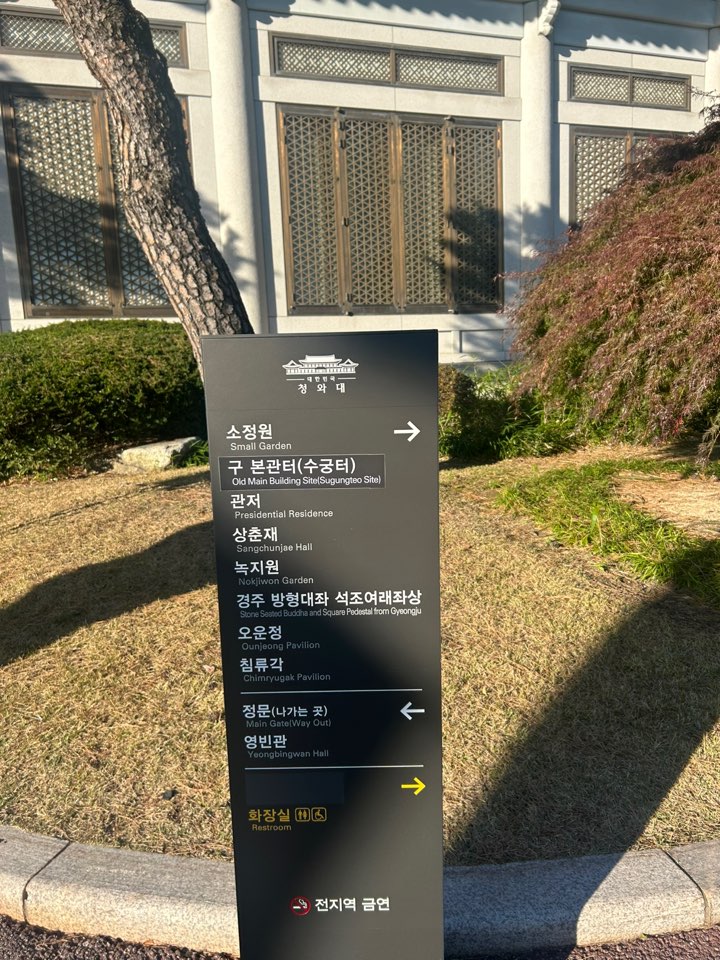 대한민국
청와대
소정원
Small Garden
구 본관터(수궁터)
Old Main Building Site(Sugungteo Site)
관저
Presidential Residence
상춘재
Sangchunjae Hall
녹지원
Nokjiwon Garden
경주 방형대좌 석조여래좌상
Stone Seated Buddha and Square Pedestal from Gyeongju
오운정
Ounjeong Pavilion
침류각
Chimryugak Pavilion
정문(나가는 곳)
Main Gate(Way Out)
영빈관
Yeongbingwan Hall
화장실
Restroom
전지역 금연